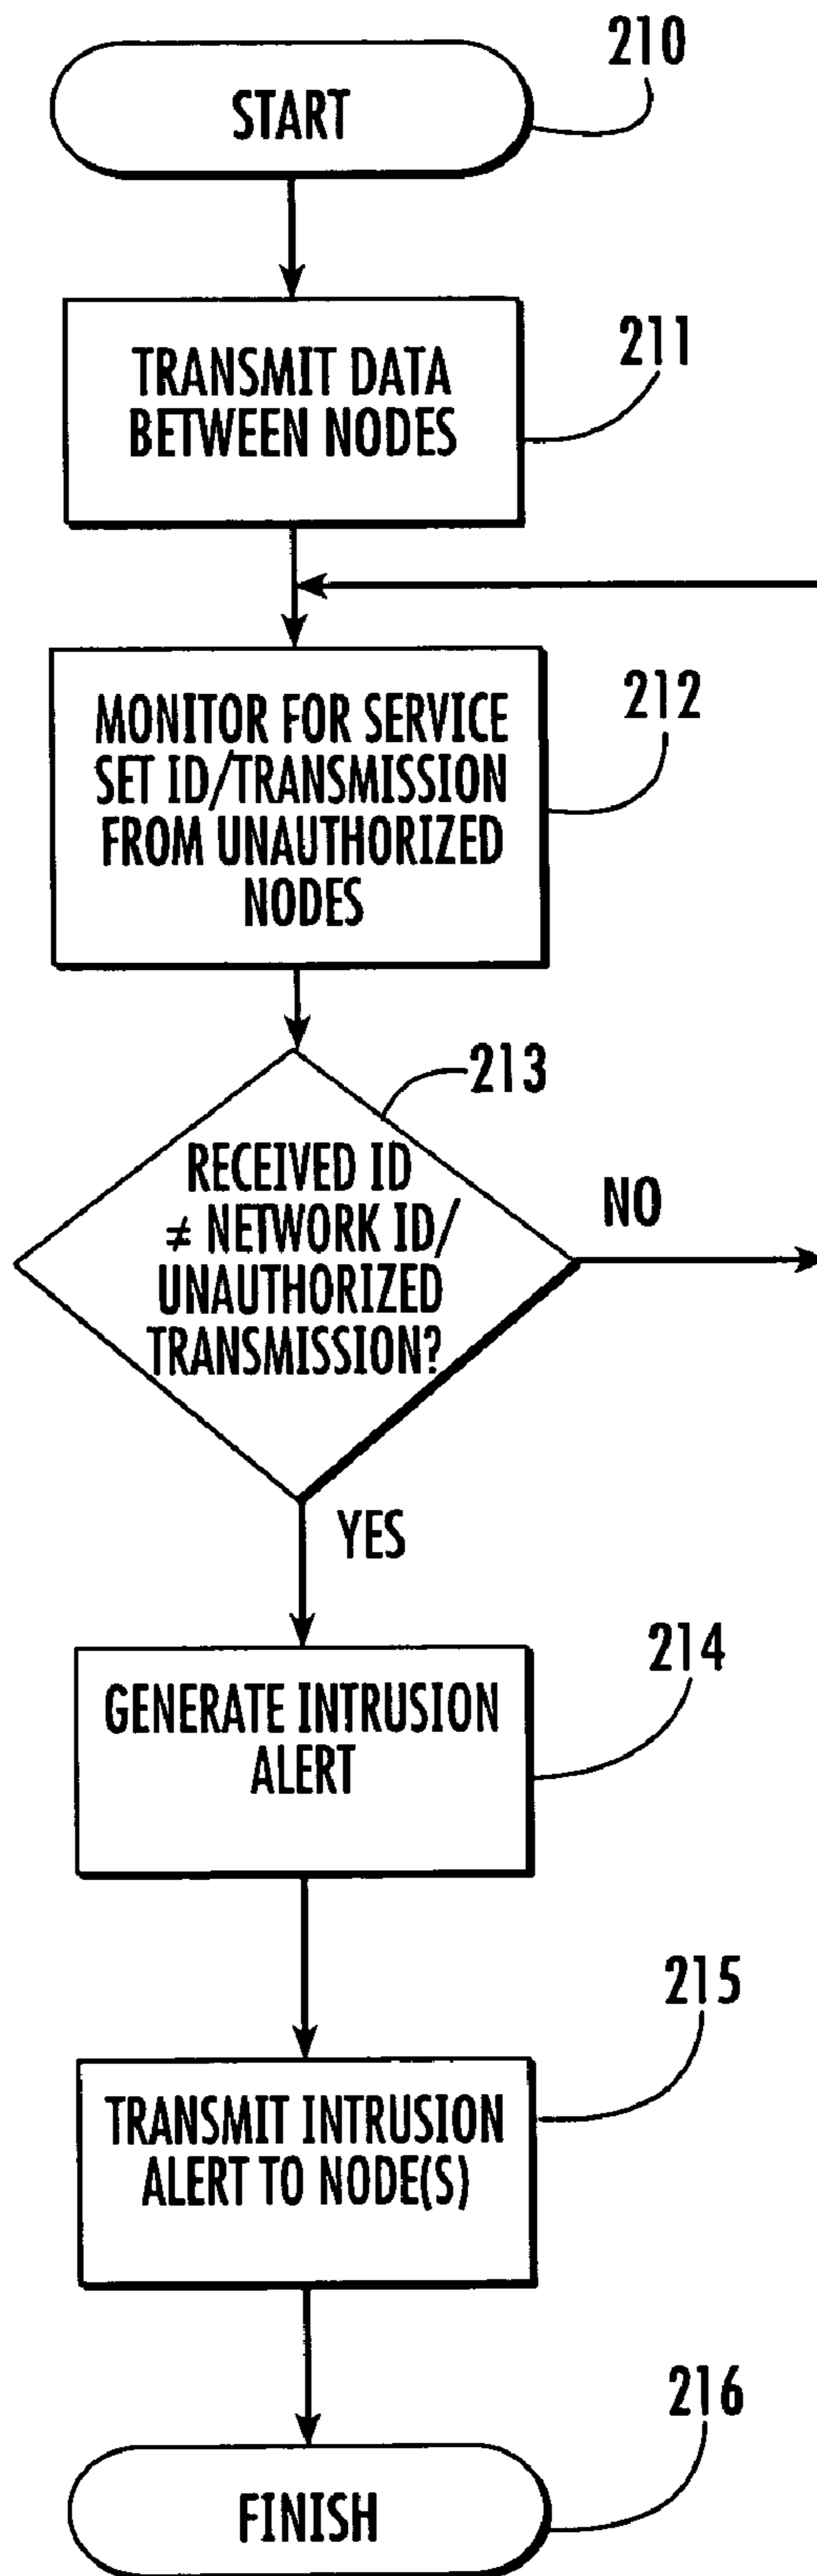 210
START
211
TRANSMIT DATA
BETWEEN NODES
212
MONITOR FOR SERVICE
SET ID/TRANSMISSION
FROM UNAUTHORIZED
NODES
213
RECEIVED ID
≠ NETWORK ID/
UNAUTHORIZED
TRANSMISSION?
NO
YES
214
GENERATE INTRUSION
ALERT
215
TRANSMIT INTRUSION
ALERT TO NODE(S)
216
FINISH